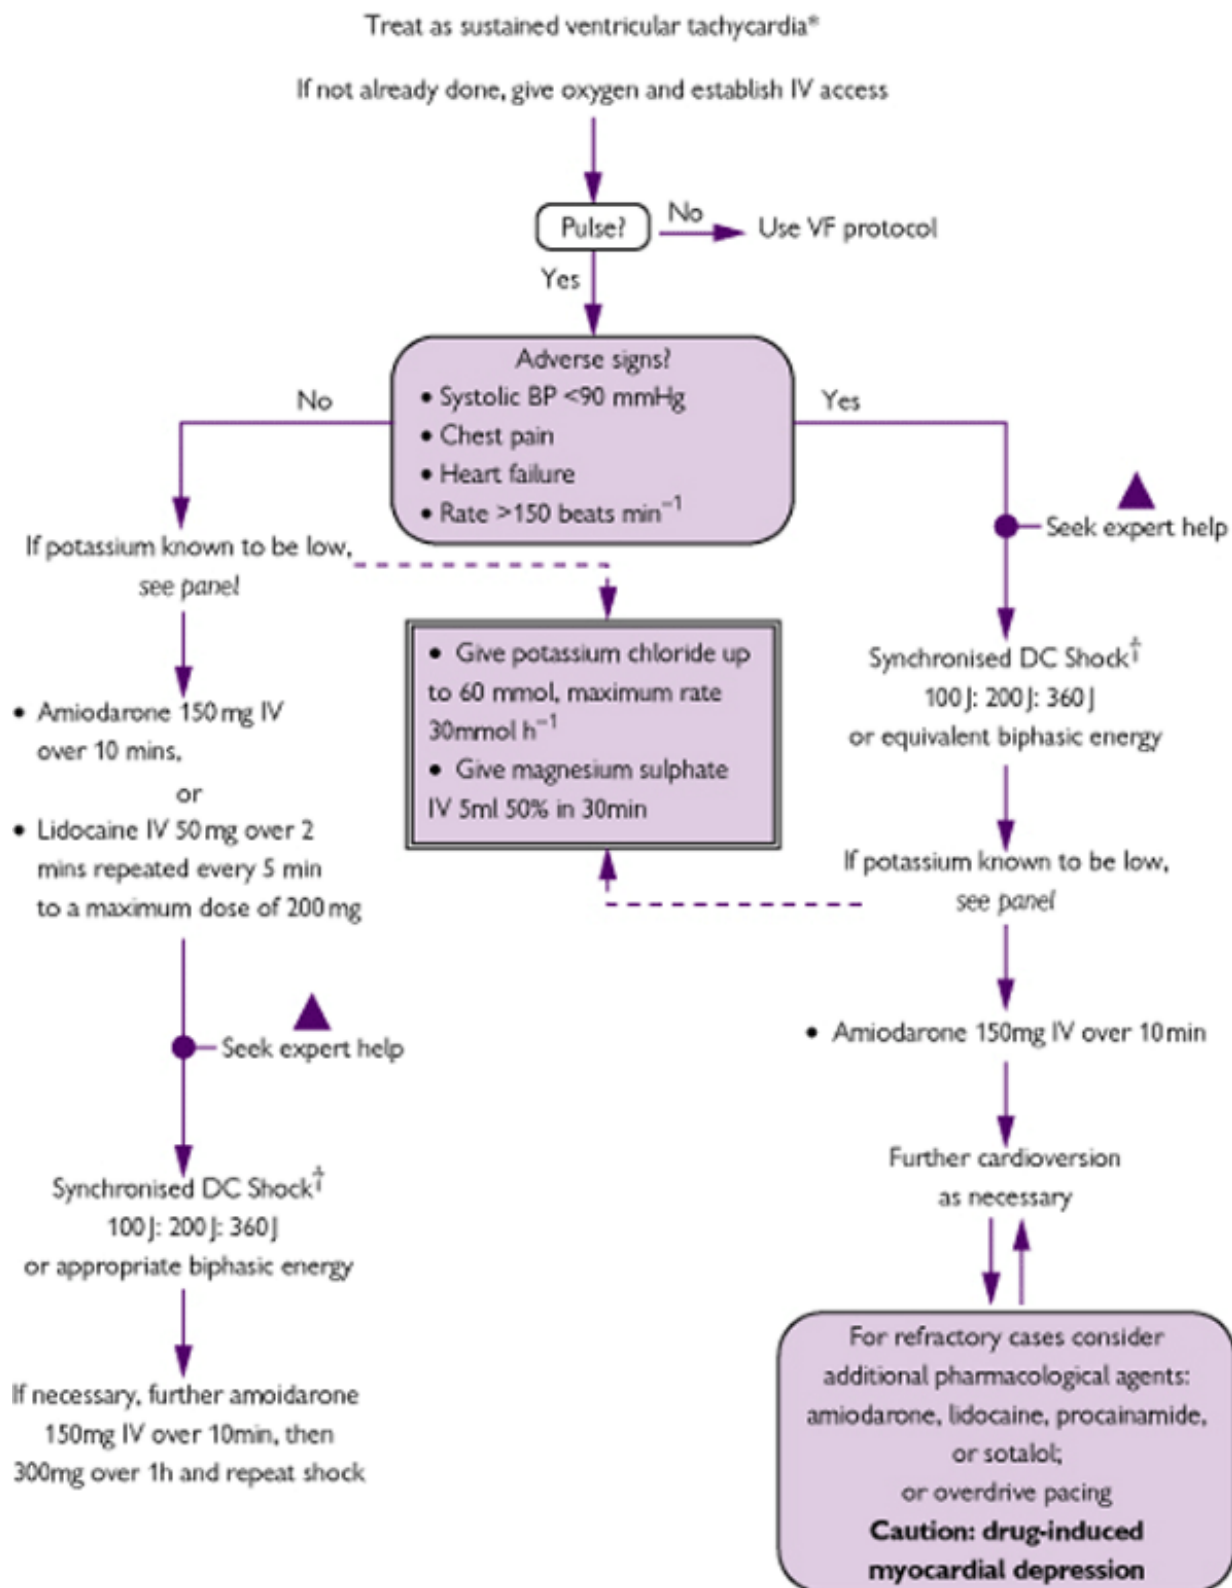 Treat as sustained ventricular tachycardia*
If not already done, give oxygen and establish IV access
Pulse?
No
Use VF protocol
Yes
Adverse signs?
• Systolic BP <90 mmHg
• Chest pain
• Heart failure
• Rate >150 beats min⁻¹
No
If potassium known to be low,
see panel
• Amiodarone 150 mg IV
over 10 mins,
or
• Lidocaine IV 50 mg over 2
mins repeated every 5 min
to a maximum dose of 200 mg
Seek expert help
Synchronised DC Shock‡
100 J: 200 J: 360 J
or appropriate biphasic energy
If necessary, further amoidarone
150mg IV over 10min, then
300mg over 1h and repeat shock
• Give potassium chloride up
to 60 mmol, maximum rate
30mmol h⁻¹
• Give magnesium sulphate
IV 5ml 50% in 30min
Yes
Seek expert help
Synchronised DC Shock‡
100 J: 200 J: 360 J
or equivalent biphasic energy
If potassium known to be low,
see panel
• Amiodarone 150mg IV over 10min
Further cardioversion
as necessary
For refractory cases consider
additional pharmacological agents:
amiodarone, lidocaine, procainamide,
or sotalol;
or overdrive pacing
Caution: drug-induced
myocardial depression